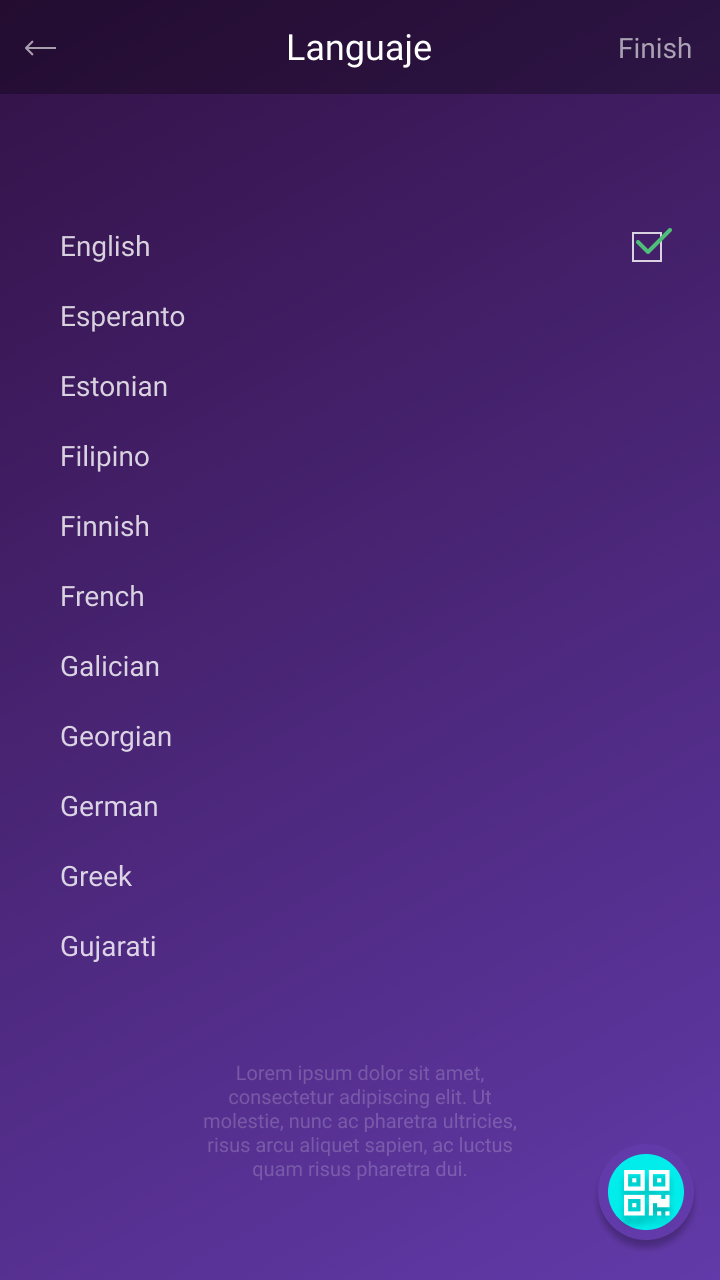 Languaje
Finish
English
Esperanto
Estonian
Filipino
Finnish
French
Galician
Georgian
German
Greek
Gujarati
Lorem ipsum dolor sit amet,
consectetur adipiscing elit. Ut
molestie, nunc ac pharetra ultricies,
risus arcu aliquet sapien, ac luctus
quam risus pharetra dui.